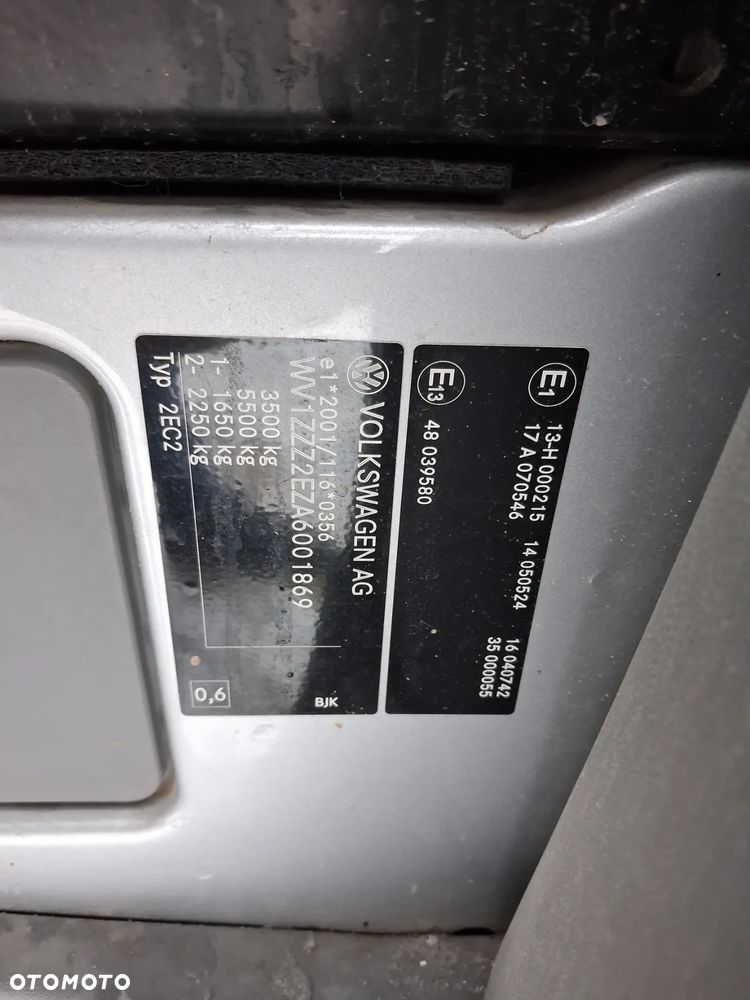 E1
13-H 000215 14 050524 16 040742
17 A 070546 35 000055
E13
48 039580
VOLKSWAGEN AG
e1*2001/116*0356
WV1ZZZ2EZA6001869
3500 kg
5500 kg
1- 1650 kg
2- 2250 kg
Typ 2EC2
BJK
0,6
OTOMOTO